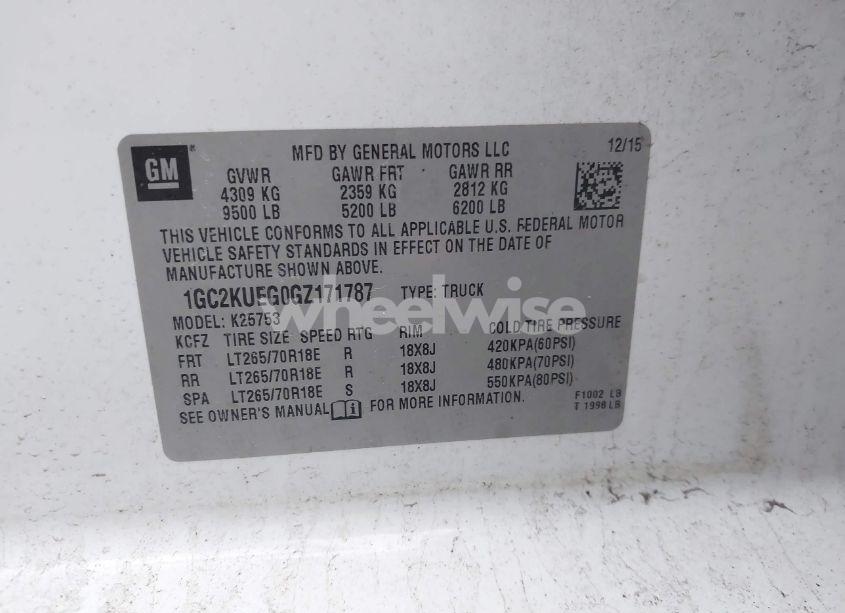 GM
MFD BY GENERAL MOTORS LLC
12/15
GVWR GAWR FRT GAWR RR
4309 KG 2359 KG 2812 KG
9500 LB 5200 LB 6200 LB
THIS VEHICLE CONFORMS TO ALL APPLICABLE U.S. FEDERAL MOTOR
VEHICLE SAFETY STANDARDS IN EFFECT ON THE DATE OF
MANUFACTURE SHOWN ABOVE.
1GC2KUEG0GZ171787 TYPE: TRUCK
wheelwise
MODEL: K25753
KCFZ TIRE SIZE SPEED RTG RIM COLD TIRE PRESSURE
FRT LT265/70R18E R 18X8J 420KPA(60PSI)
RR LT265/70R18E R 18X8J 480KPA(70PSI)
SPA LT265/70R18E S 18X8J 550KPA(80PSI)
SEE OWNER'S MANUAL FOR MORE INFORMATION.
F1002 LB
T 1998 LB